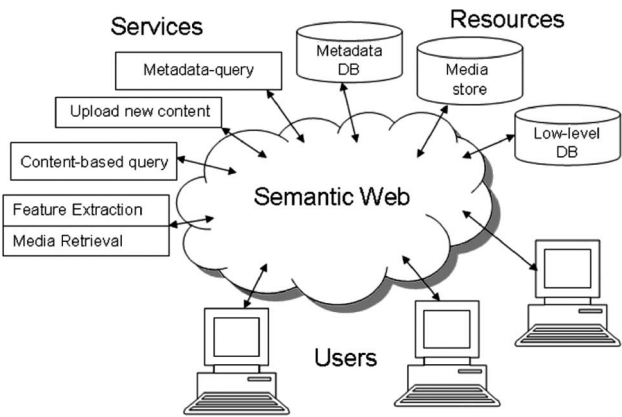 Services
Resources
Metadata-query
Metadata
DB
Media
store
Upload new content
Low-level
DB
Content-based query
Semantic Web
Feature Extraction
Media Retrieval
Users